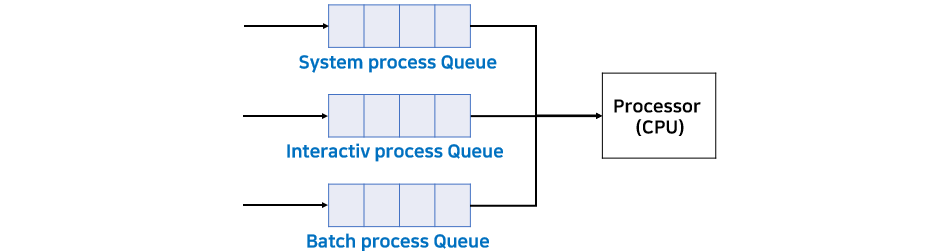 System process Queue
Processor
(CPU)
Interactiv process Queue
Batch process Queue